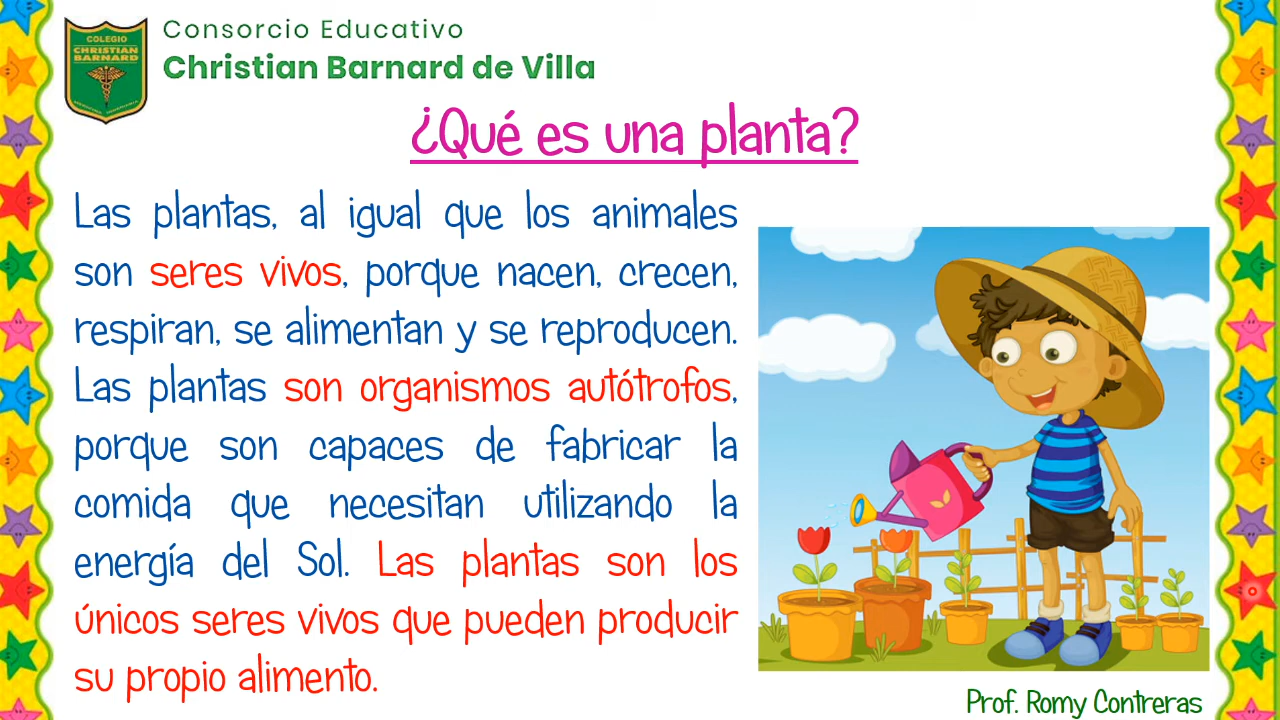 COLEGIO
CHRISTIAN
BARNARD
Consorcio Educativo
Christian Barnard de Villa
¿Qué es una planta?
Las plantas, al igual que los animales
son seres vivos, porque nacen, crecen,
respiran, se alimentan y se reproducen.
Las plantas son organismos autótrofos,
porque son capaces de fabricar la
comida que necesitan utilizando la
energía del Sol. Las plantas son los
únicos seres vivos que pueden producir
su propio alimento.
Prof. Romy Contreras